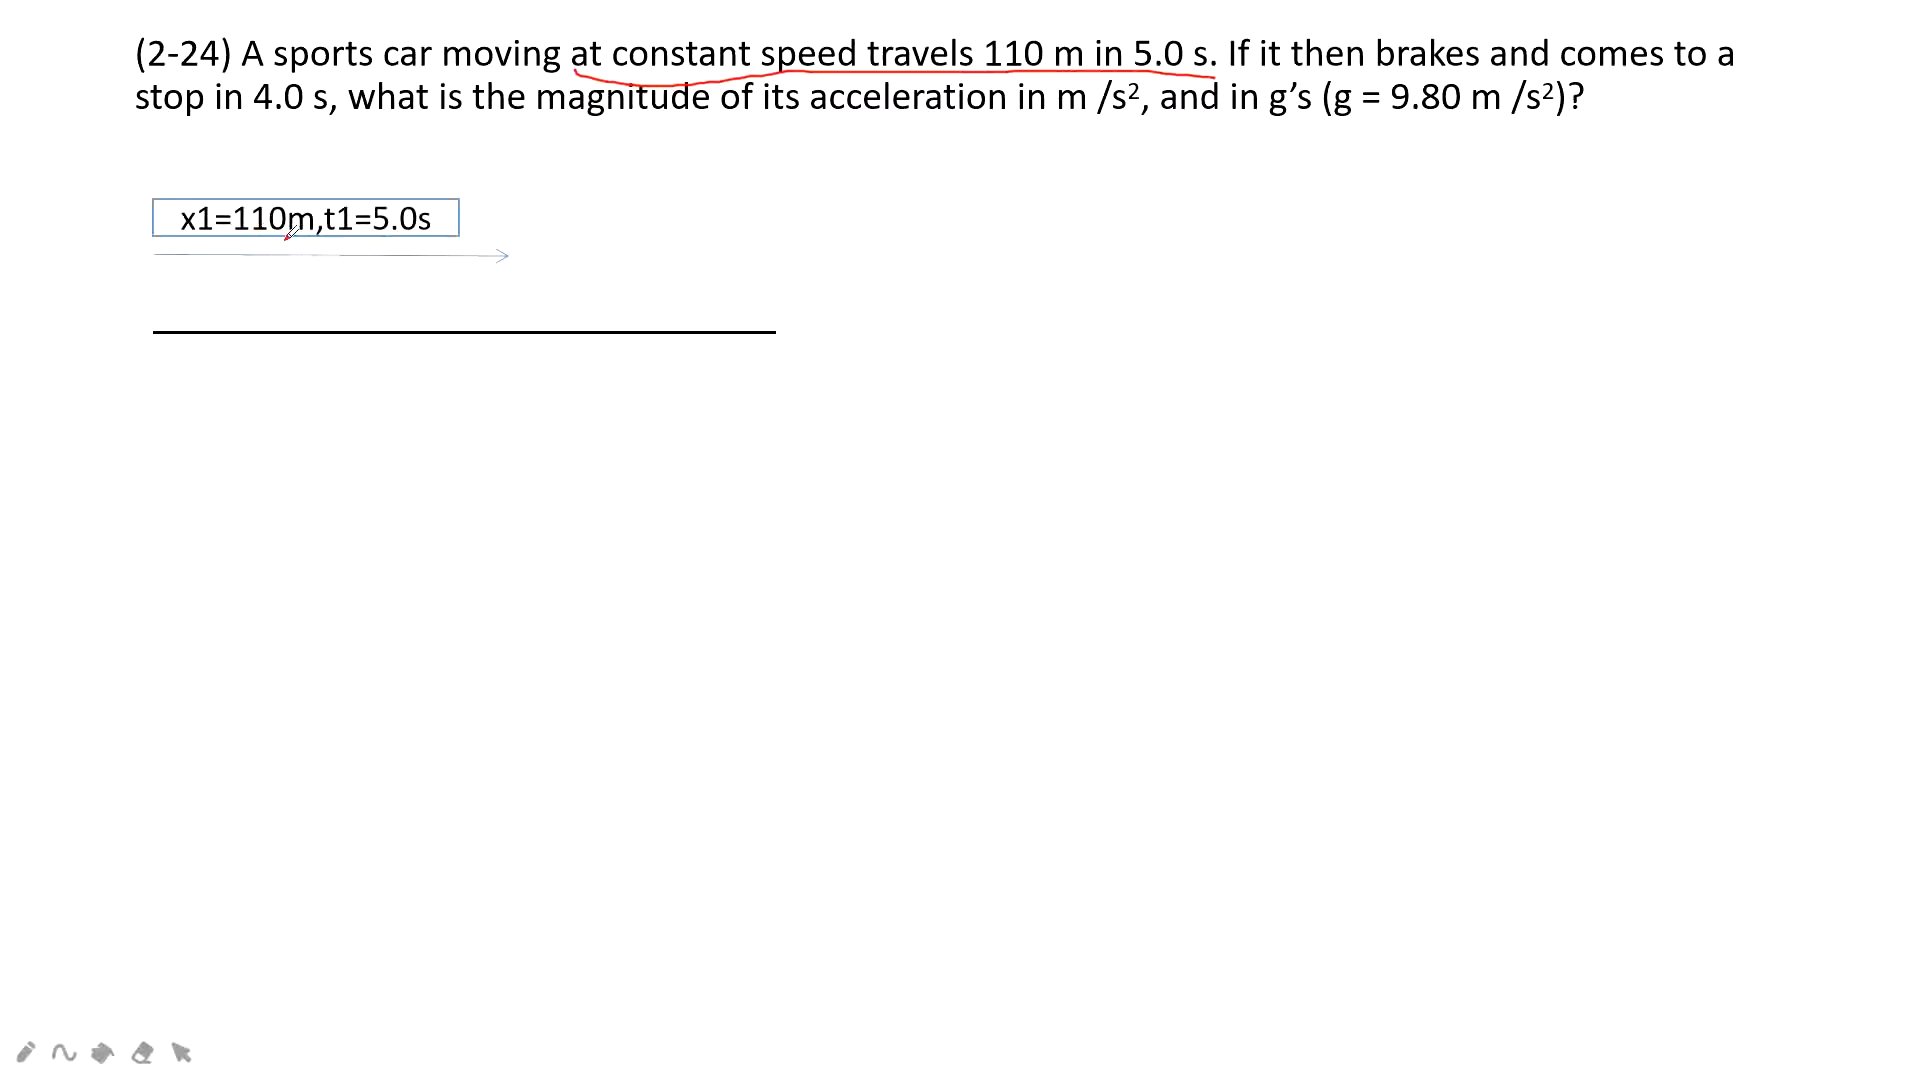 (2-24) A sports car moving at constant speed travels 110 m in 5.0 s. If it then brakes and comes to a
stop in 4.0 s, what is the magnitude of its acceleration in m /s², and in g’s (g = 9.80 m /s²)?
x1=110m,t1=5.0s